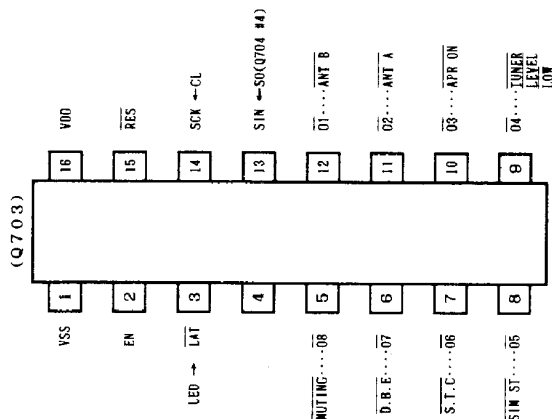 (Q703)
16 VDD
15 RES
14 SCK ←CL
13 SIN ←SO(Q704 #4)
12 O1····ANT B
11 O2····ANT A
10 O3····APR ON
9 O4····TUNER
LEVEL
LOW
VSS 1
EN 2
LED → LAT 3
4
MUTING····O8 5
D.B.E····O7 6
S.T.C····O6 7
SIM ST····O5 8